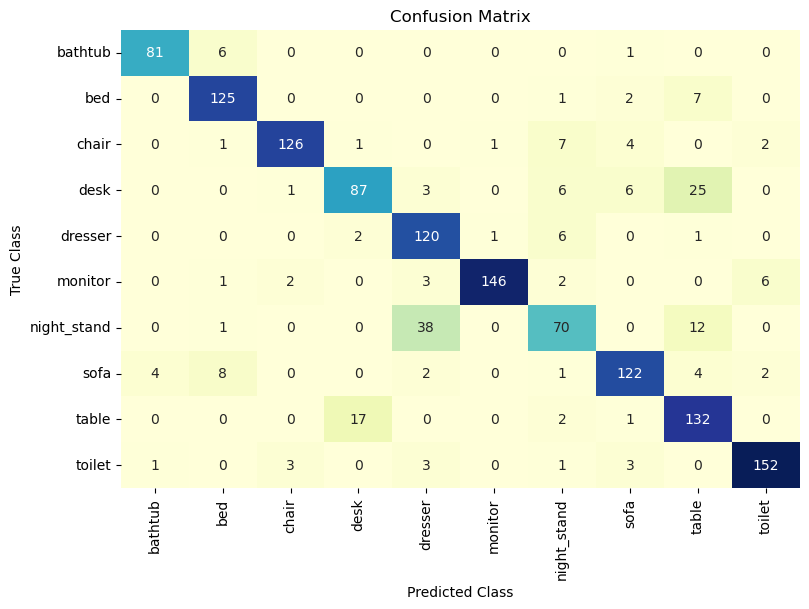 Confusion Matrix
True Class
bathtub 81 6 0 0 0 0 0 1 0 0
bed 0 125 0 0 0 0 1 2 7 0
chair 0 1 126 1 0 1 7 4 0 2
desk 0 0 1 87 3 0 6 6 25 0
dresser 0 0 0 2 120 1 6 0 1 0
monitor 0 1 2 0 3 146 2 0 0 6
night_stand 0 1 0 0 38 0 70 0 12 0
sofa 4 8 0 0 2 0 1 122 4 2
table 0 0 0 17 0 0 2 1 132 0
toilet 1 0 3 0 3 0 1 3 0 152
bathtub bed chair desk dresser monitor night_stand sofa table toilet
Predicted Class